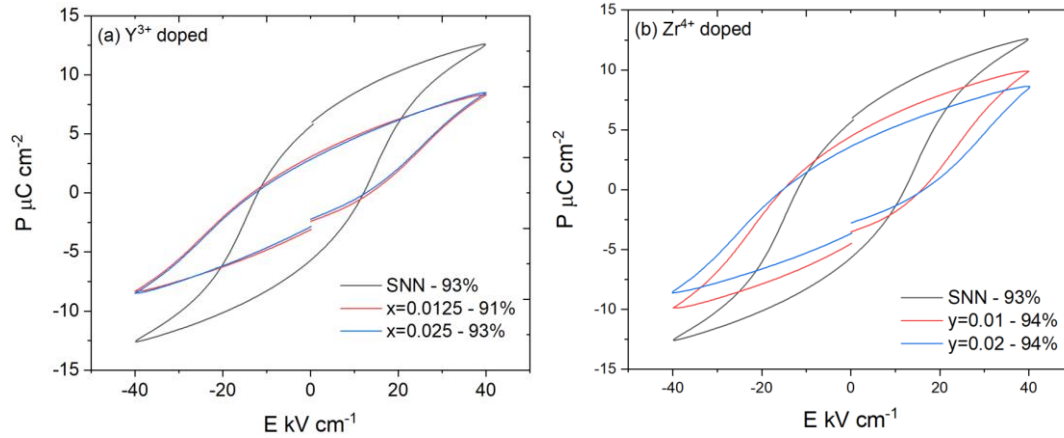 (a) Y³⁺ doped
15
10
5
0
-5
-10
-15
P μC cm⁻²
SNN - 93%
x=0.0125 - 91%
x=0.025 - 93%
-40
-20
0
20
40
E kV cm⁻¹
(b) Zr⁴⁺ doped
15
10
5
0
-5
-10
-15
P μC cm⁻²
SNN - 93%
y=0.01 - 94%
y=0.02 - 94%
-40
-20
0
20
40
E kV cm⁻¹